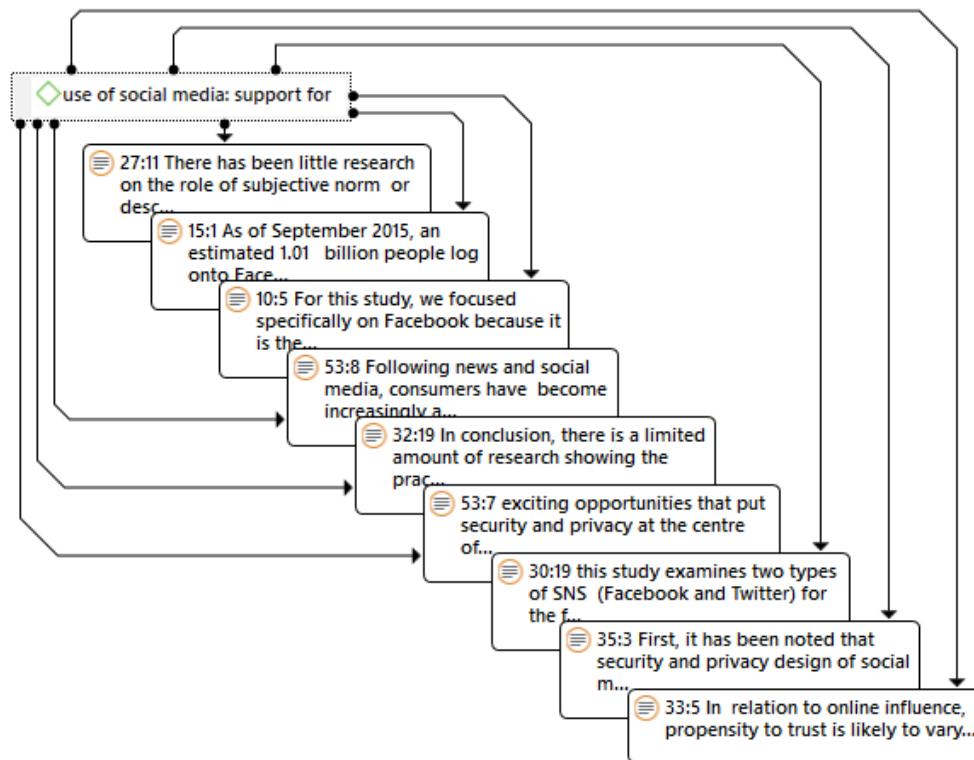 use of social media: support for
27:11 There has been little research
on the role of subjective norm or
desc...
15:1 As of September 2015, an
estimated 1.01 billion people log
onto Face...
10:5 For this study, we focused
specifically on Facebook because it
is the...
53:8 Following news and social
media, consumers have become
increasingly a...
32:19 In conclusion, there is a limited
amount of research showing the
prac...
53:7 exciting opportunities that put
security and privacy at the centre
of...
30:19 this study examines two types
of SNS (Facebook and Twitter) for
the f...
35:3 First, it has been noted that
security and privacy design of social
m...
33:5 In relation to online influence,
propensity to trust is likely to vary...